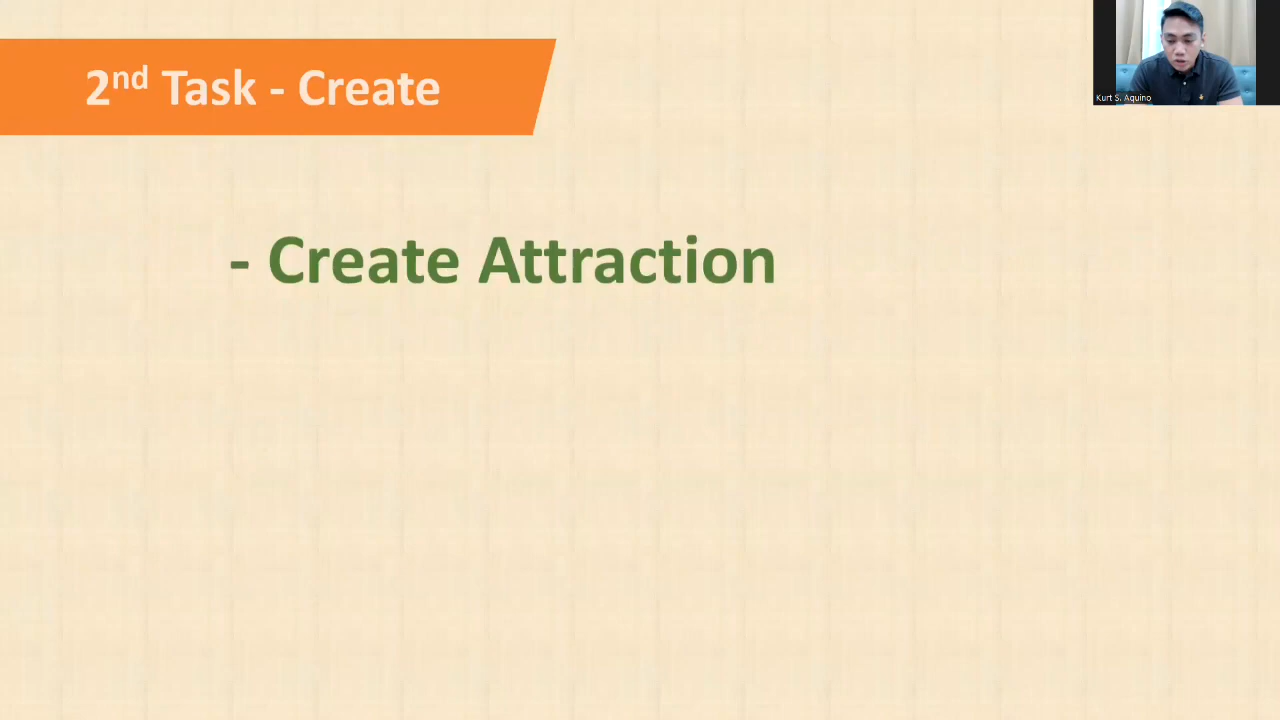 2nd Task - Create
- Create Attraction
Kurt S. Aquino